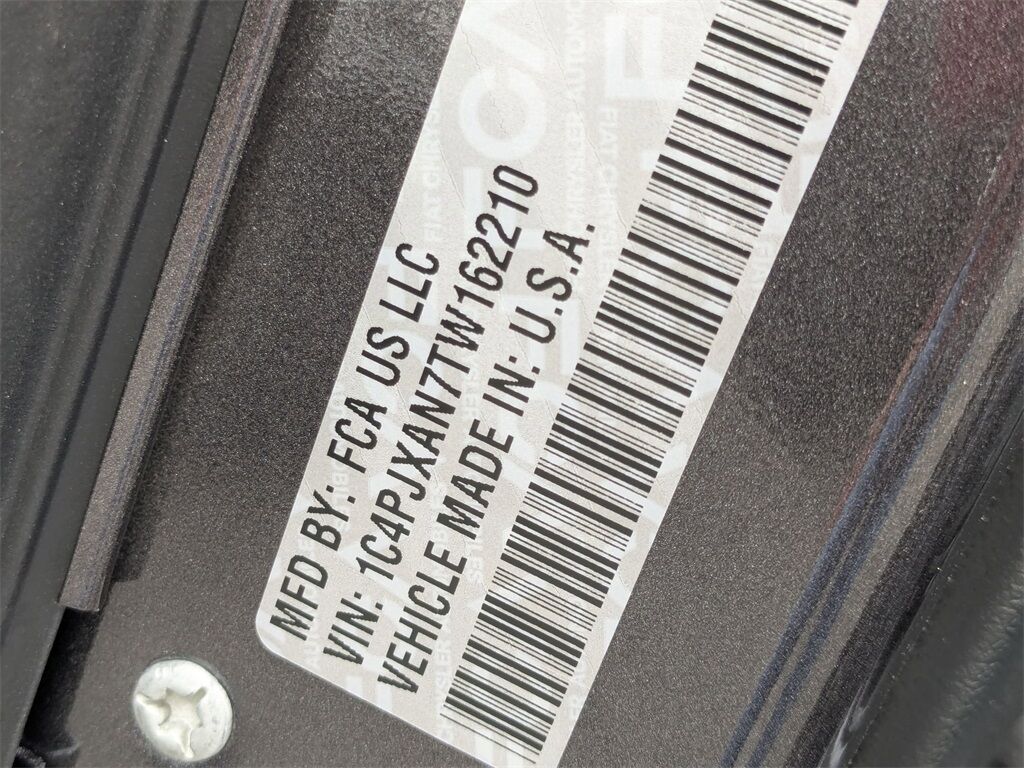 MFD BY: FCA US LLC
VIN: 1C4PJXAN7TW162210
VEHICLE MADE IN: U.S.A.